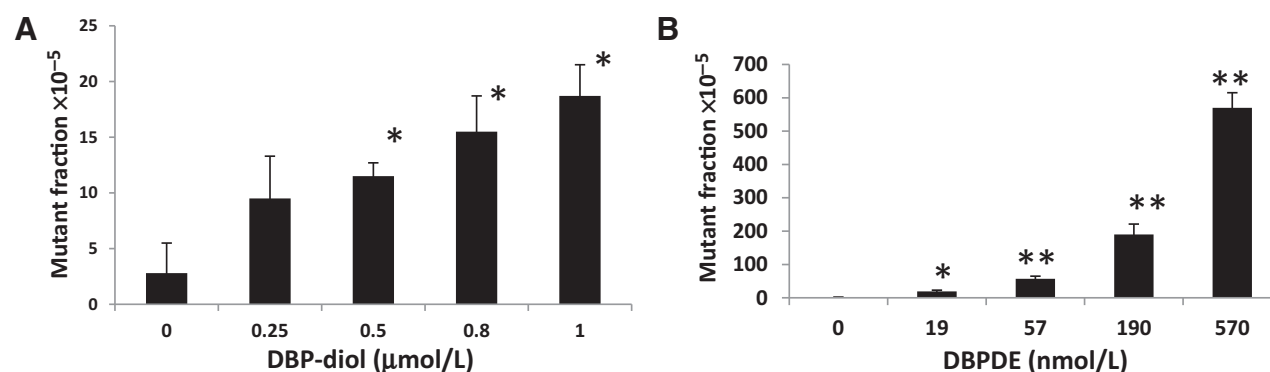 A
Mutant fraction ×10⁻⁵
25
20
15
10
5
0
*
*
*
0 0.25 0.5 0.8 1
DBP-diol (μmol/L)
B
Mutant fraction ×10⁻⁵
700
600
500
400
300
200
100
0
*
**
**
**
0 19 57 190 570
DBPDE (nmol/L)